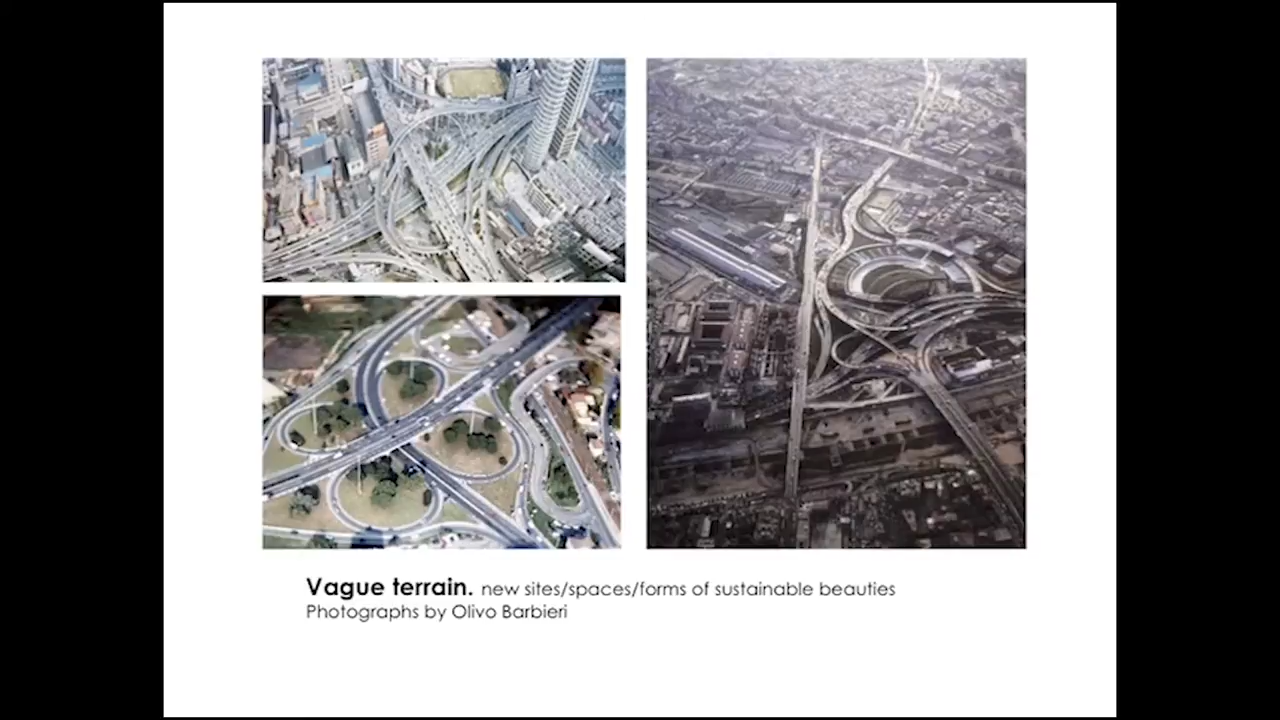 Vague terrain. new sites/spaces/forms of sustainable beauties
Photographs by Olivo Barbieri